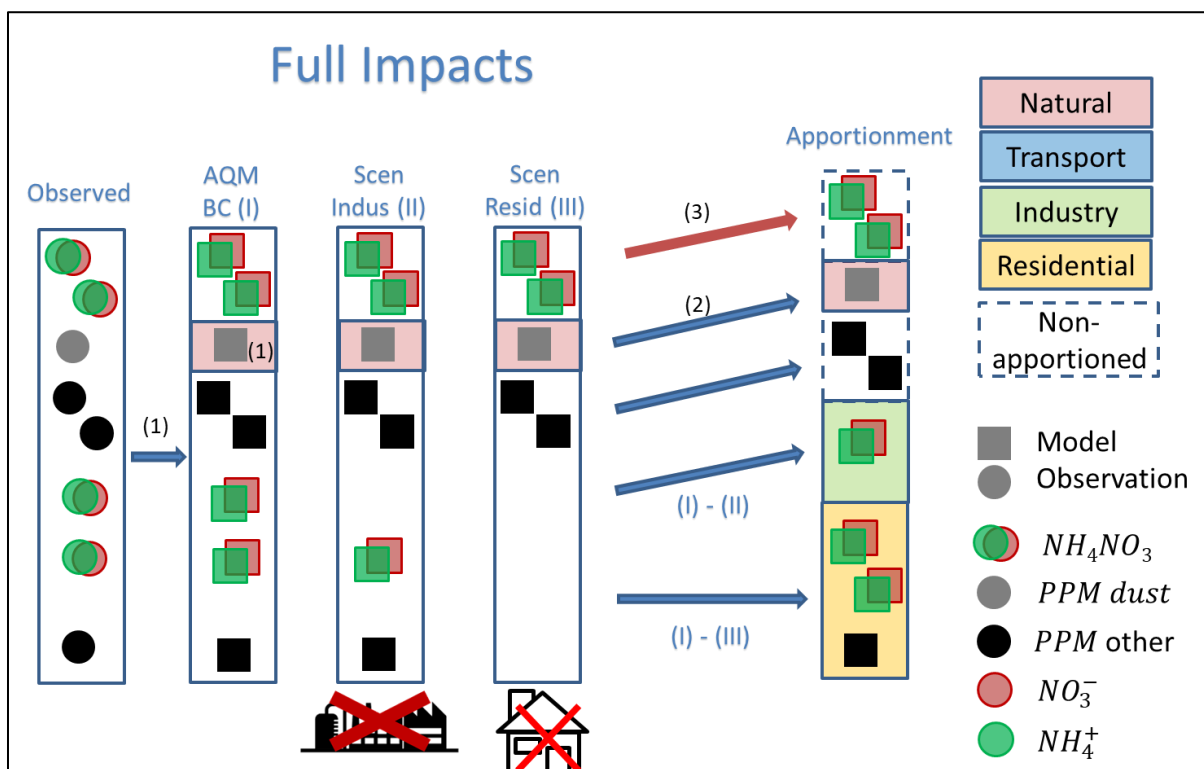 Full Impacts
Observed
AQM
BC (I)
Scen
Indus (II)
Scen
Resid (III)
Apportionment
(1)
(1)
(3)
(2)
(I) - (II)
(I) - (III)
Natural
Transport
Industry
Residential
Non-
apportioned
Model
Observation
NH₄NO₃
PPM dust
PPM other
NO₃⁻
NH₄⁺